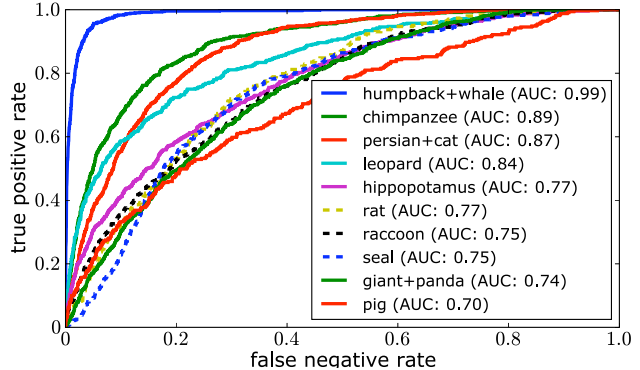 true positive rate
1.0
0.8
0.6
0.4
0.2
0
humpback+whale (AUC: 0.99)
chimpanzee (AUC: 0.89)
persian+cat (AUC: 0.87)
leopard (AUC: 0.84)
hippopotamus (AUC: 0.77)
rat (AUC: 0.77)
raccoon (AUC: 0.75)
seal (AUC: 0.75)
giant+panda (AUC: 0.74)
pig (AUC: 0.70)
0 0.2 0.4 0.6 0.8 1.0
false negative rate